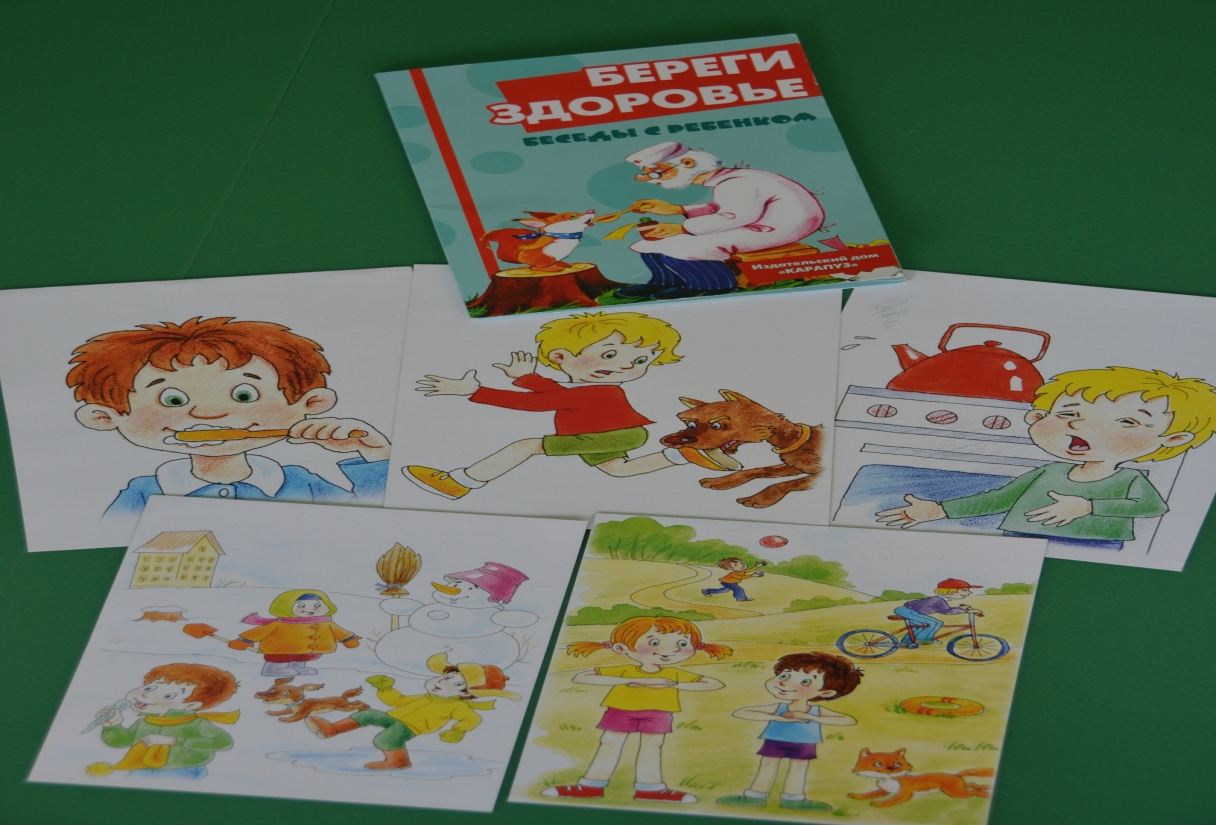 БЕРЕГИ
ЗДОРОВЬЕ
БЕСЕДЫ С РЕБЕНКОМ
Издательский дом
«КАРАПУЗ»